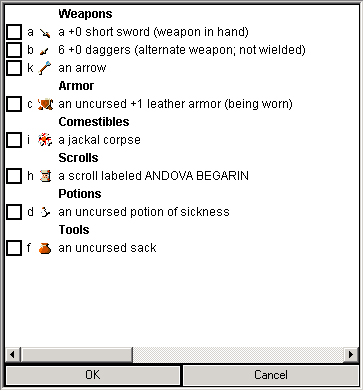 Weapons
a a +0 short sword (weapon in hand)
b 6 +0 daggers (alternate weapon; not wielded)
k an arrow
Armor
c an uncursed +1 leather armor (being worn)
Comestibles
i a jackal corpse
Scrolls
h a scroll labeled ANDOVA BEGARIN
Potions
d an uncursed potion of sickness
Tools
f an uncursed sack
OK Cancel